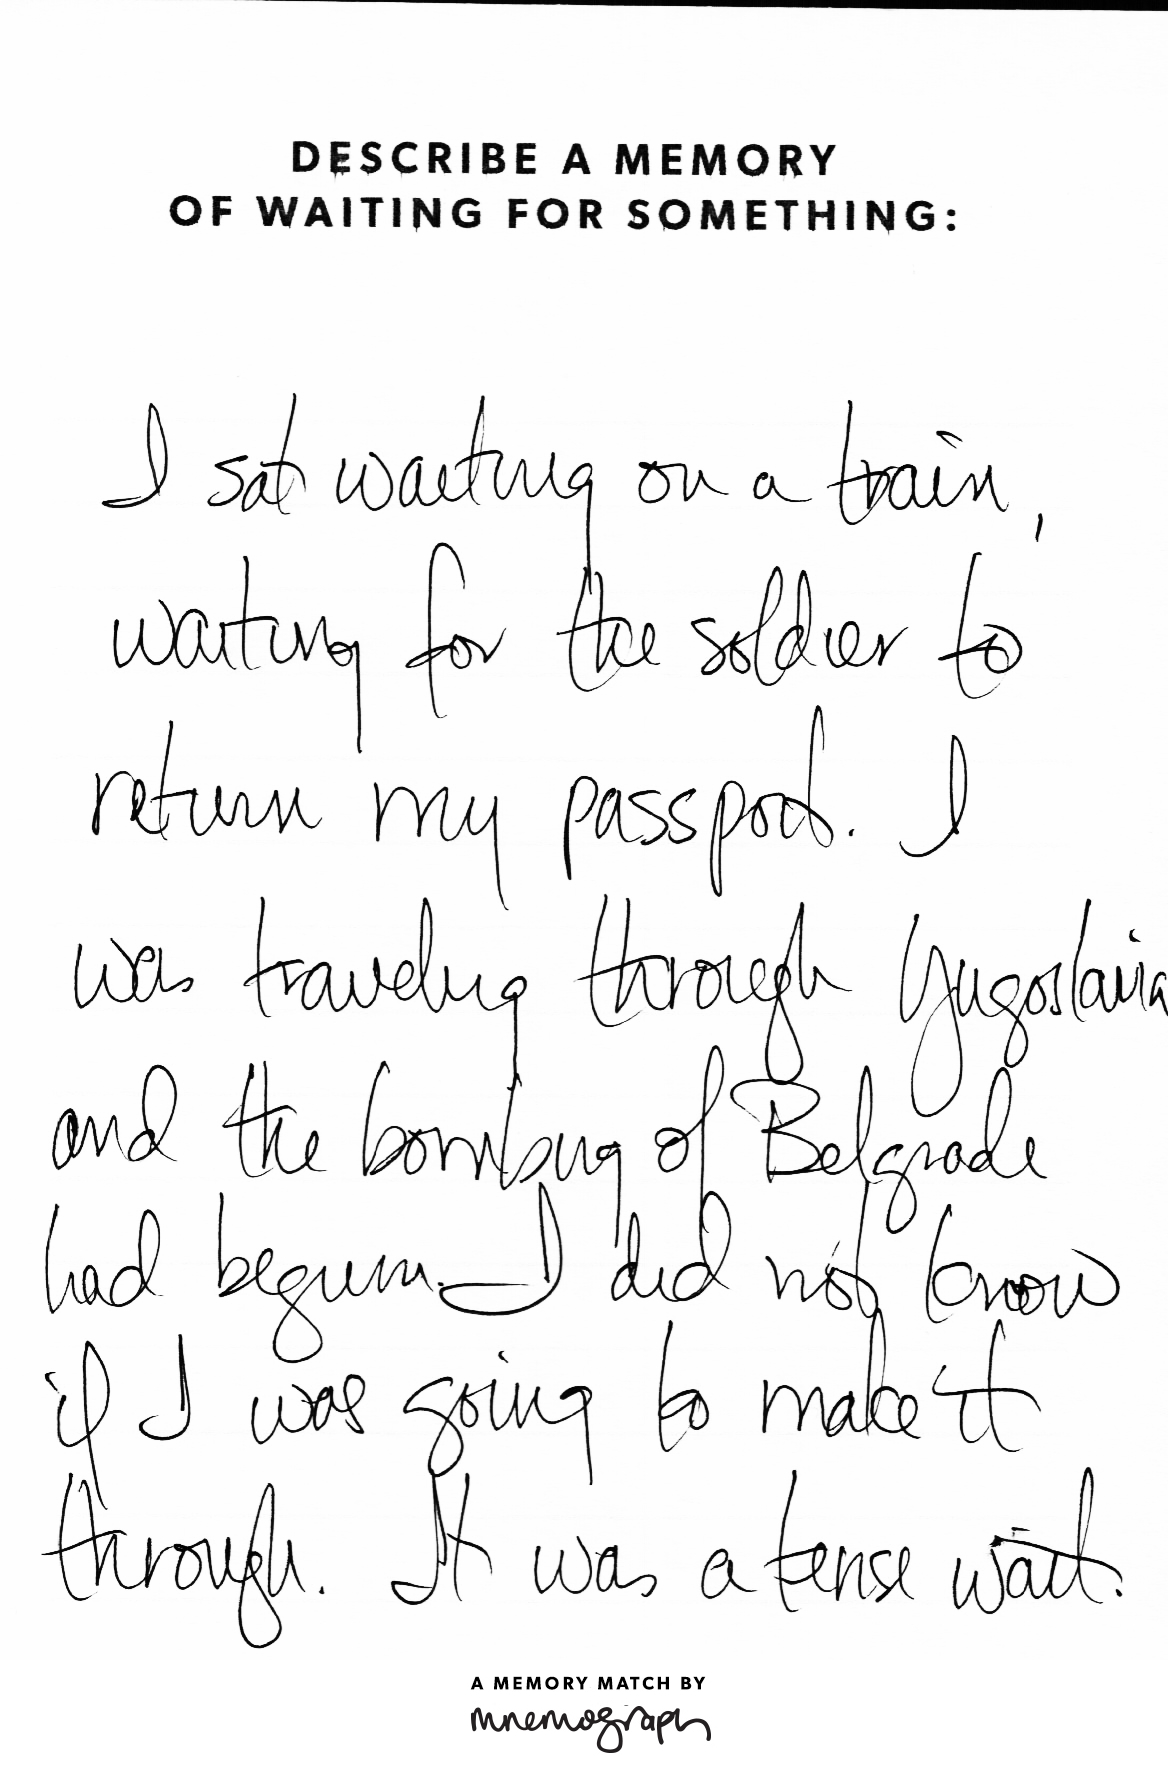 DESCRIBE A MEMORY
OF WAITING FOR SOMETHING:
I sat waiting on a train,
waiting for the soldier to
return my passport. I
was traveling through Yugoslavia
and the bombing of Belgrade
had begun. I did not know
if I was going to make it
through. It was a tense wait.
A MEMORY MATCH BY
mnemograph